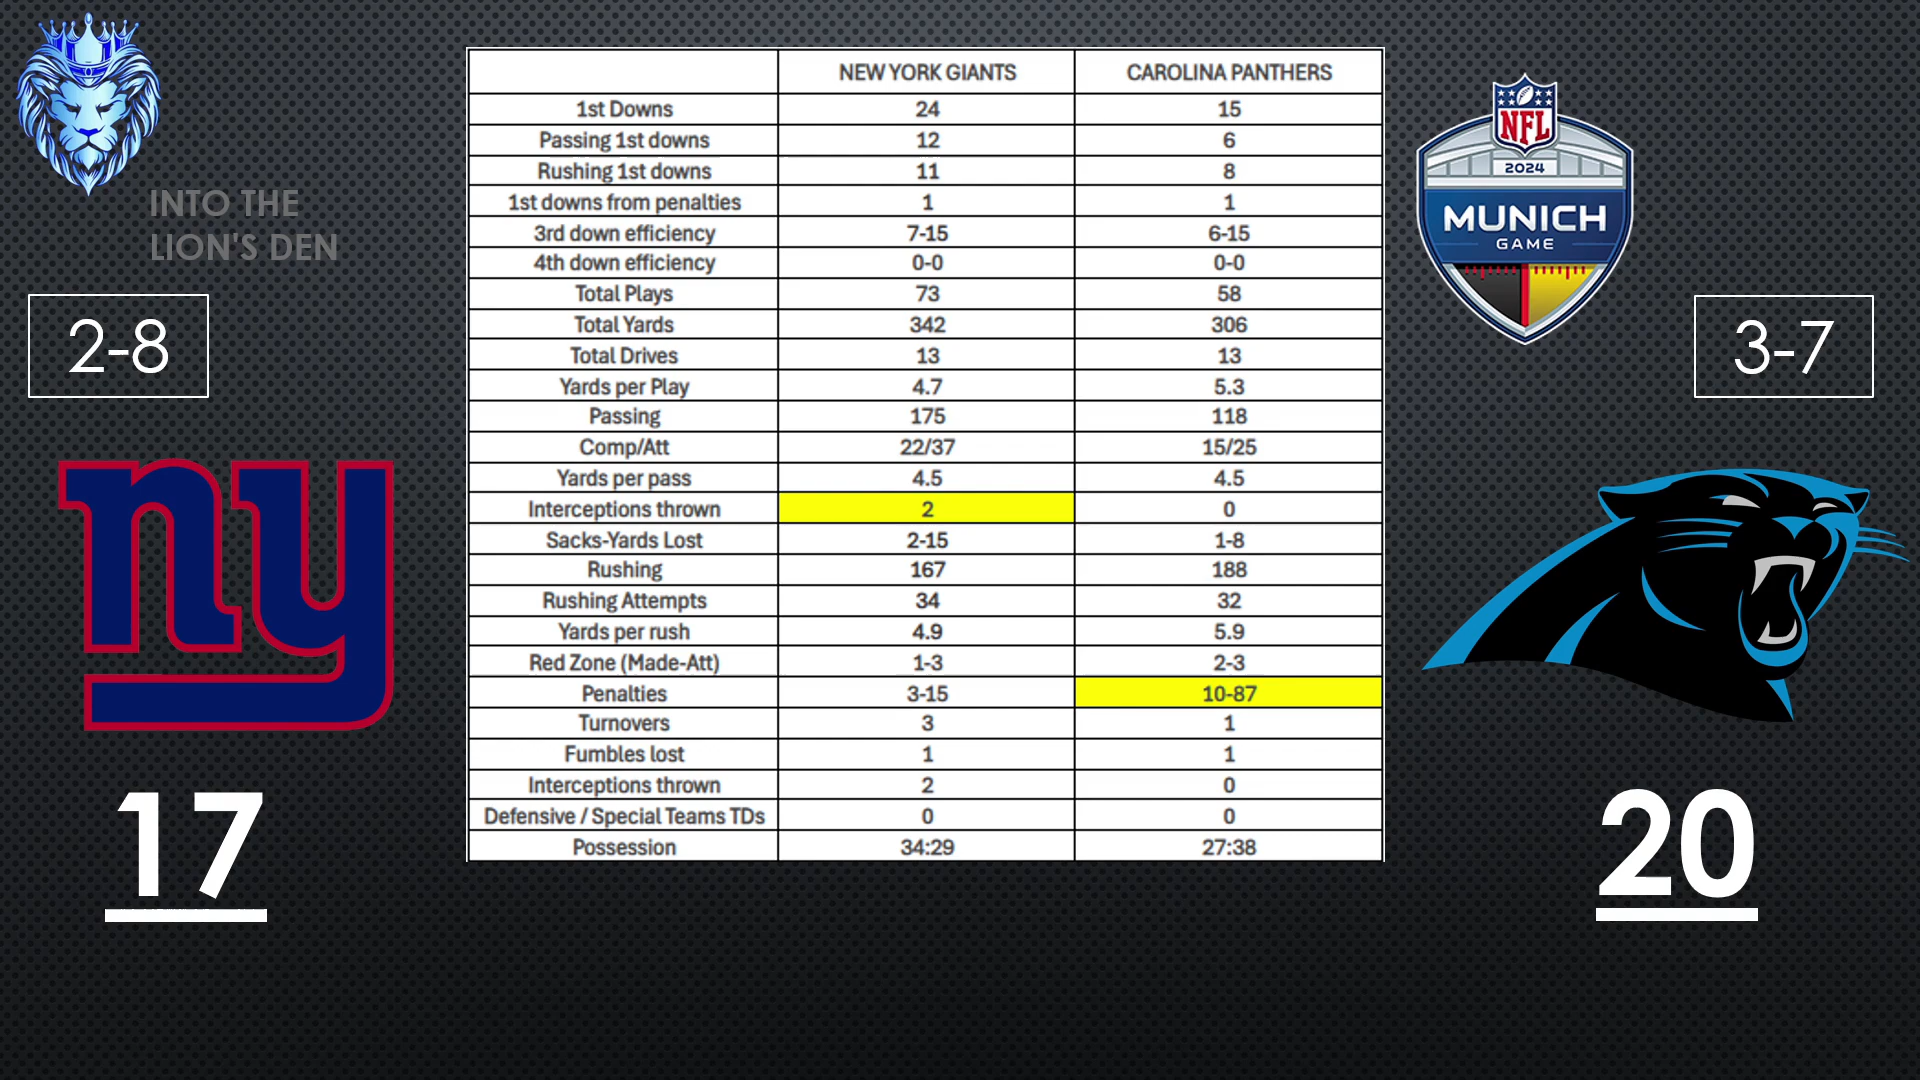 INTO THE
LION'S DEN
2-8
ny
17
NEW YORK GIANTS CAROLINA PANTHERS
1st Downs 24 15
Passing 1st downs 12 6
Rushing 1st downs 11 8
1st downs from penalties 1 1
3rd down efficiency 7-15 6-15
4th down efficiency 0-0 0-0
Total Plays 73 58
Total Yards 342 306
Total Drives 13 13
Yards per Play 4.7 5.3
Passing 175 118
Comp/Att 22/37 15/25
Yards per pass 4.5 4.5
Interceptions thrown 2 0
Sacks-Yards Lost 2-15 1-8
Rushing 167 188
Rushing Attempts 34 32
Yards per rush 4.9 5.9
Red Zone (Made-Att) 1-3 2-3
Penalties 3-15 10-87
Turnovers 3 1
Fumbles lost 1 1
Interceptions thrown 2 0
Defensive / Special Teams TDs 0 0
Possession 34:29 27:38
NFL
2024
MUNICH
GAME
3-7
20